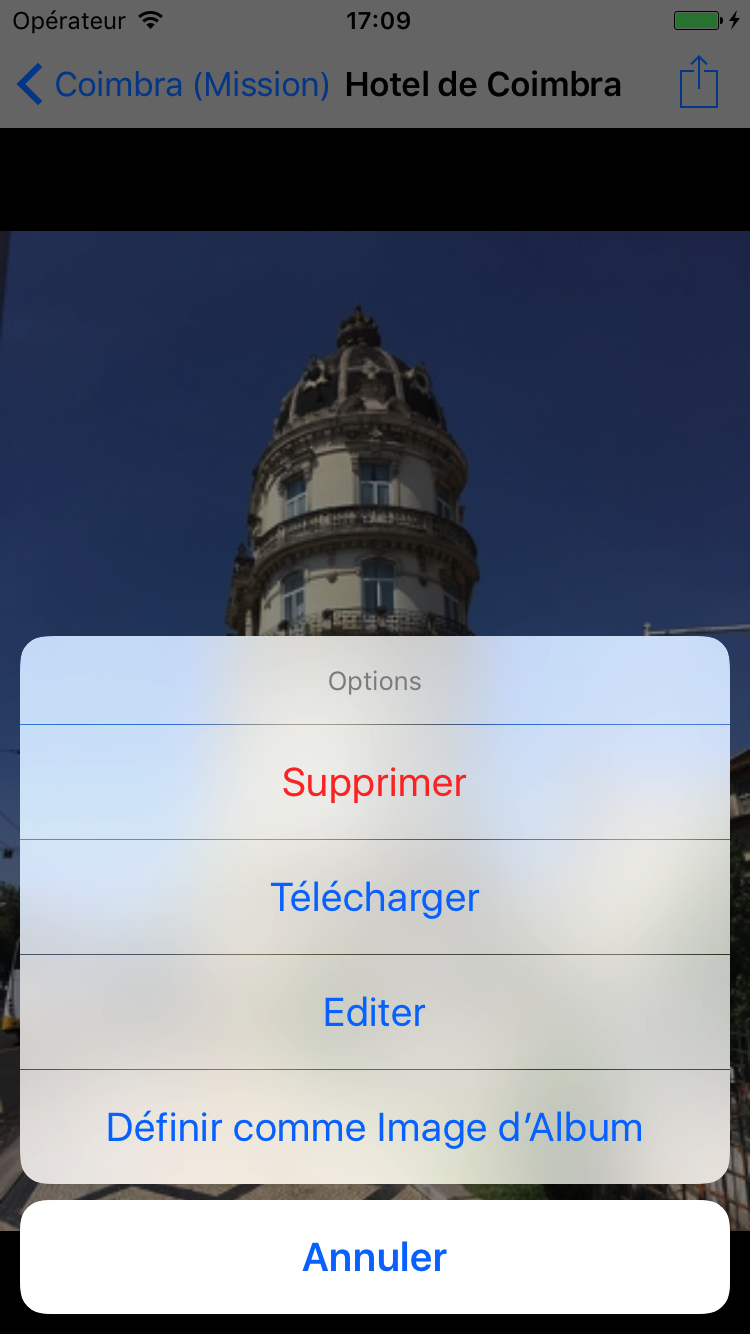 Opérateur 17:09
Coimbra (Mission) Hotel de Coimbra
Options
Supprimer
Télécharger
Editer
Définir comme Image d’Album
Annuler